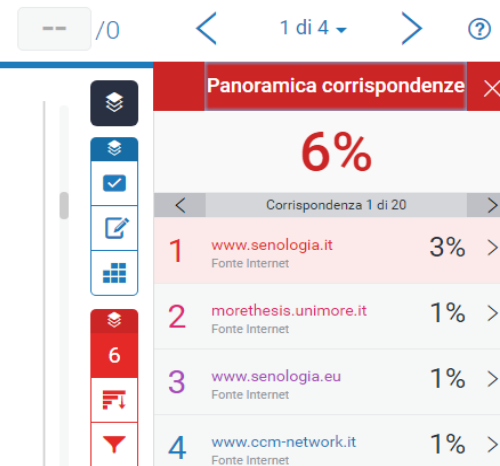 -- /0
1 di 4
?
Panoramica corrispondenze
6%
Corrispondenza 1 di 20
1 www.senologia.it 3%
Fonte Internet
6
2 morethesis.unimore.it 1%
Fonte Internet
3 www.senologia.eu 1%
Fonte Internet
4 www.ccm-network.it 1%
Fonte Internet